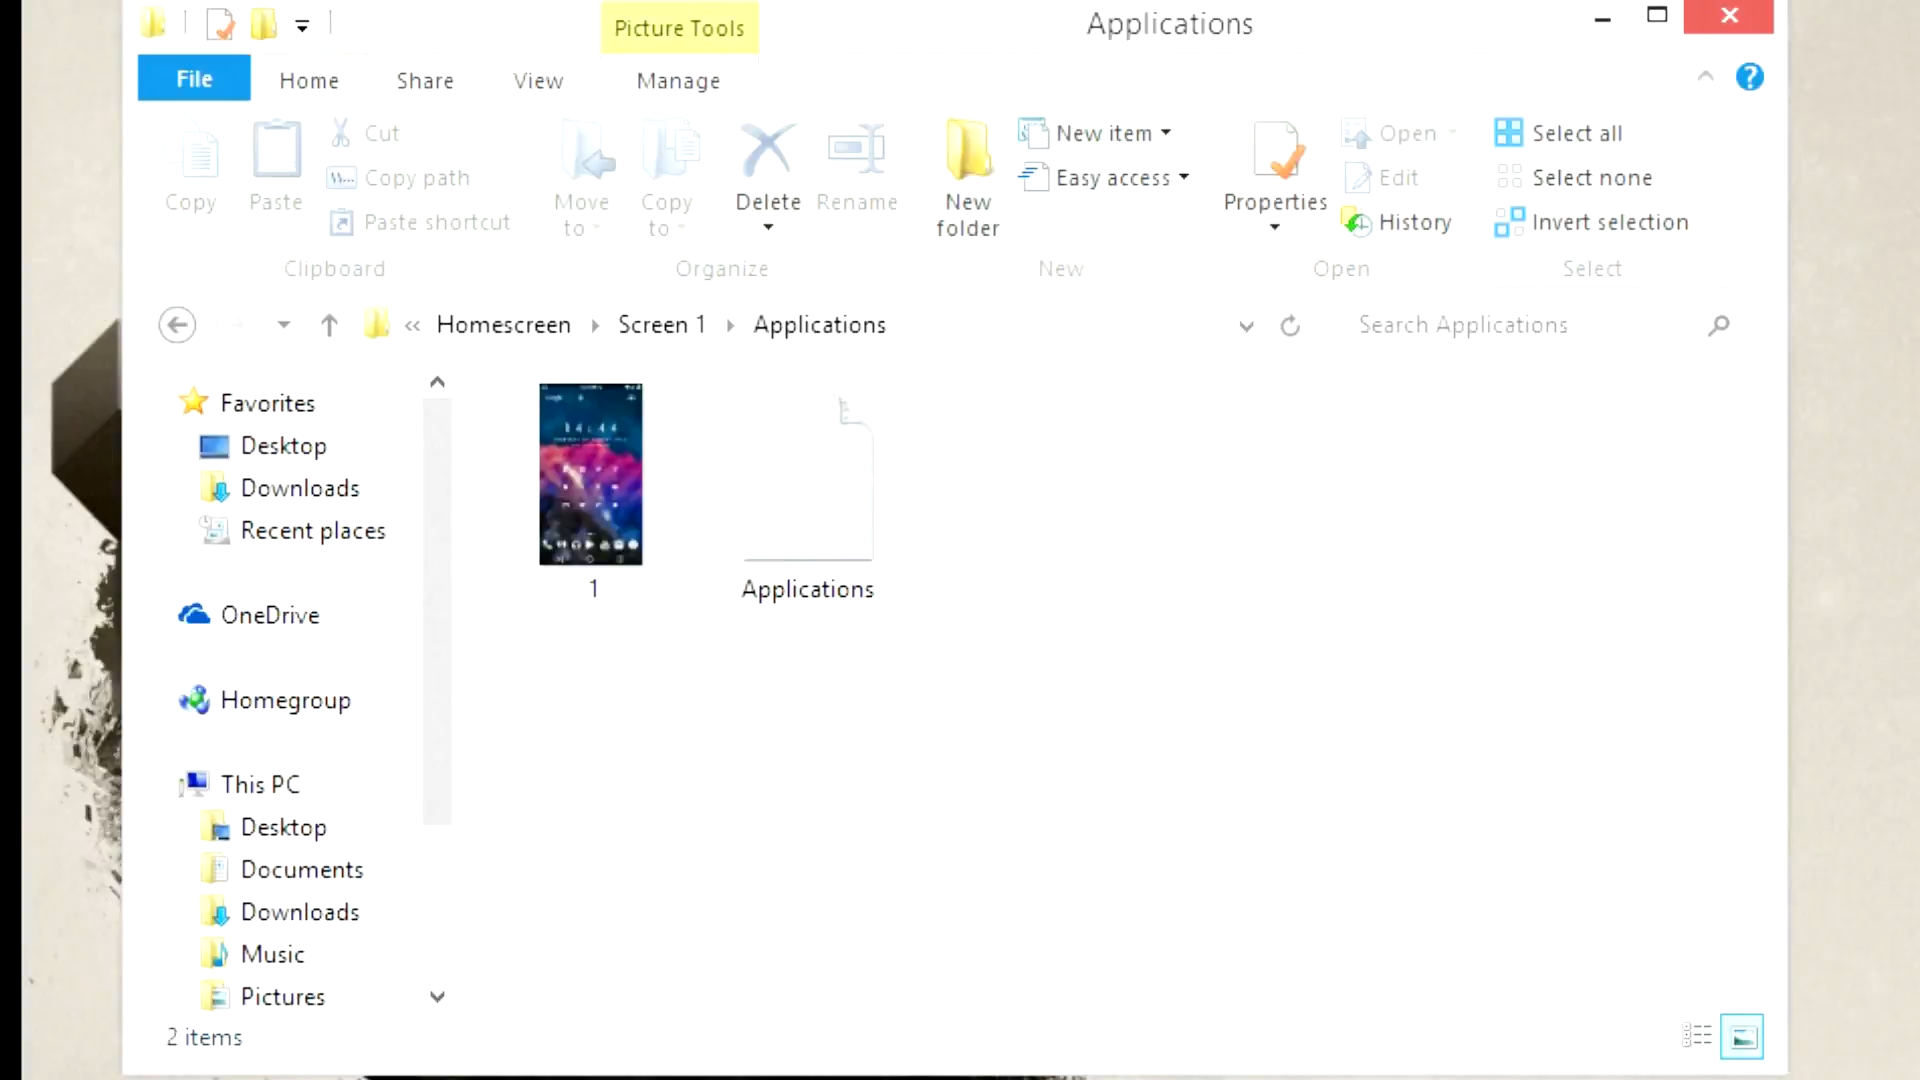 Picture Tools
Applications
File
Home
Share
View
Manage
Copy
Paste
Cut
Copy path
Paste shortcut
Clipboard
Move to
Copy to
Delete
Rename
Organize
New folder
New item
Easy access
New
Properties
Open
Edit
History
Open
Select all
Select none
Invert selection
Select
« Homescreen
Screen 1
Applications
Search Applications
Favorites
Desktop
Downloads
Recent places
OneDrive
Homegroup
This PC
Desktop
Documents
Downloads
Music
Pictures
14:44
1
Applications
2 items